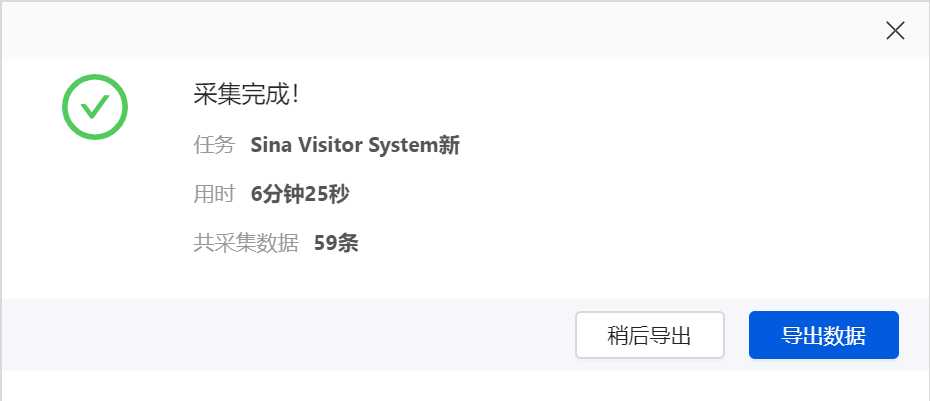 采集完成！
任务 Sina Visitor System新
用时 6分钟25秒
共采集数据 59条
稍后导出 导出数据